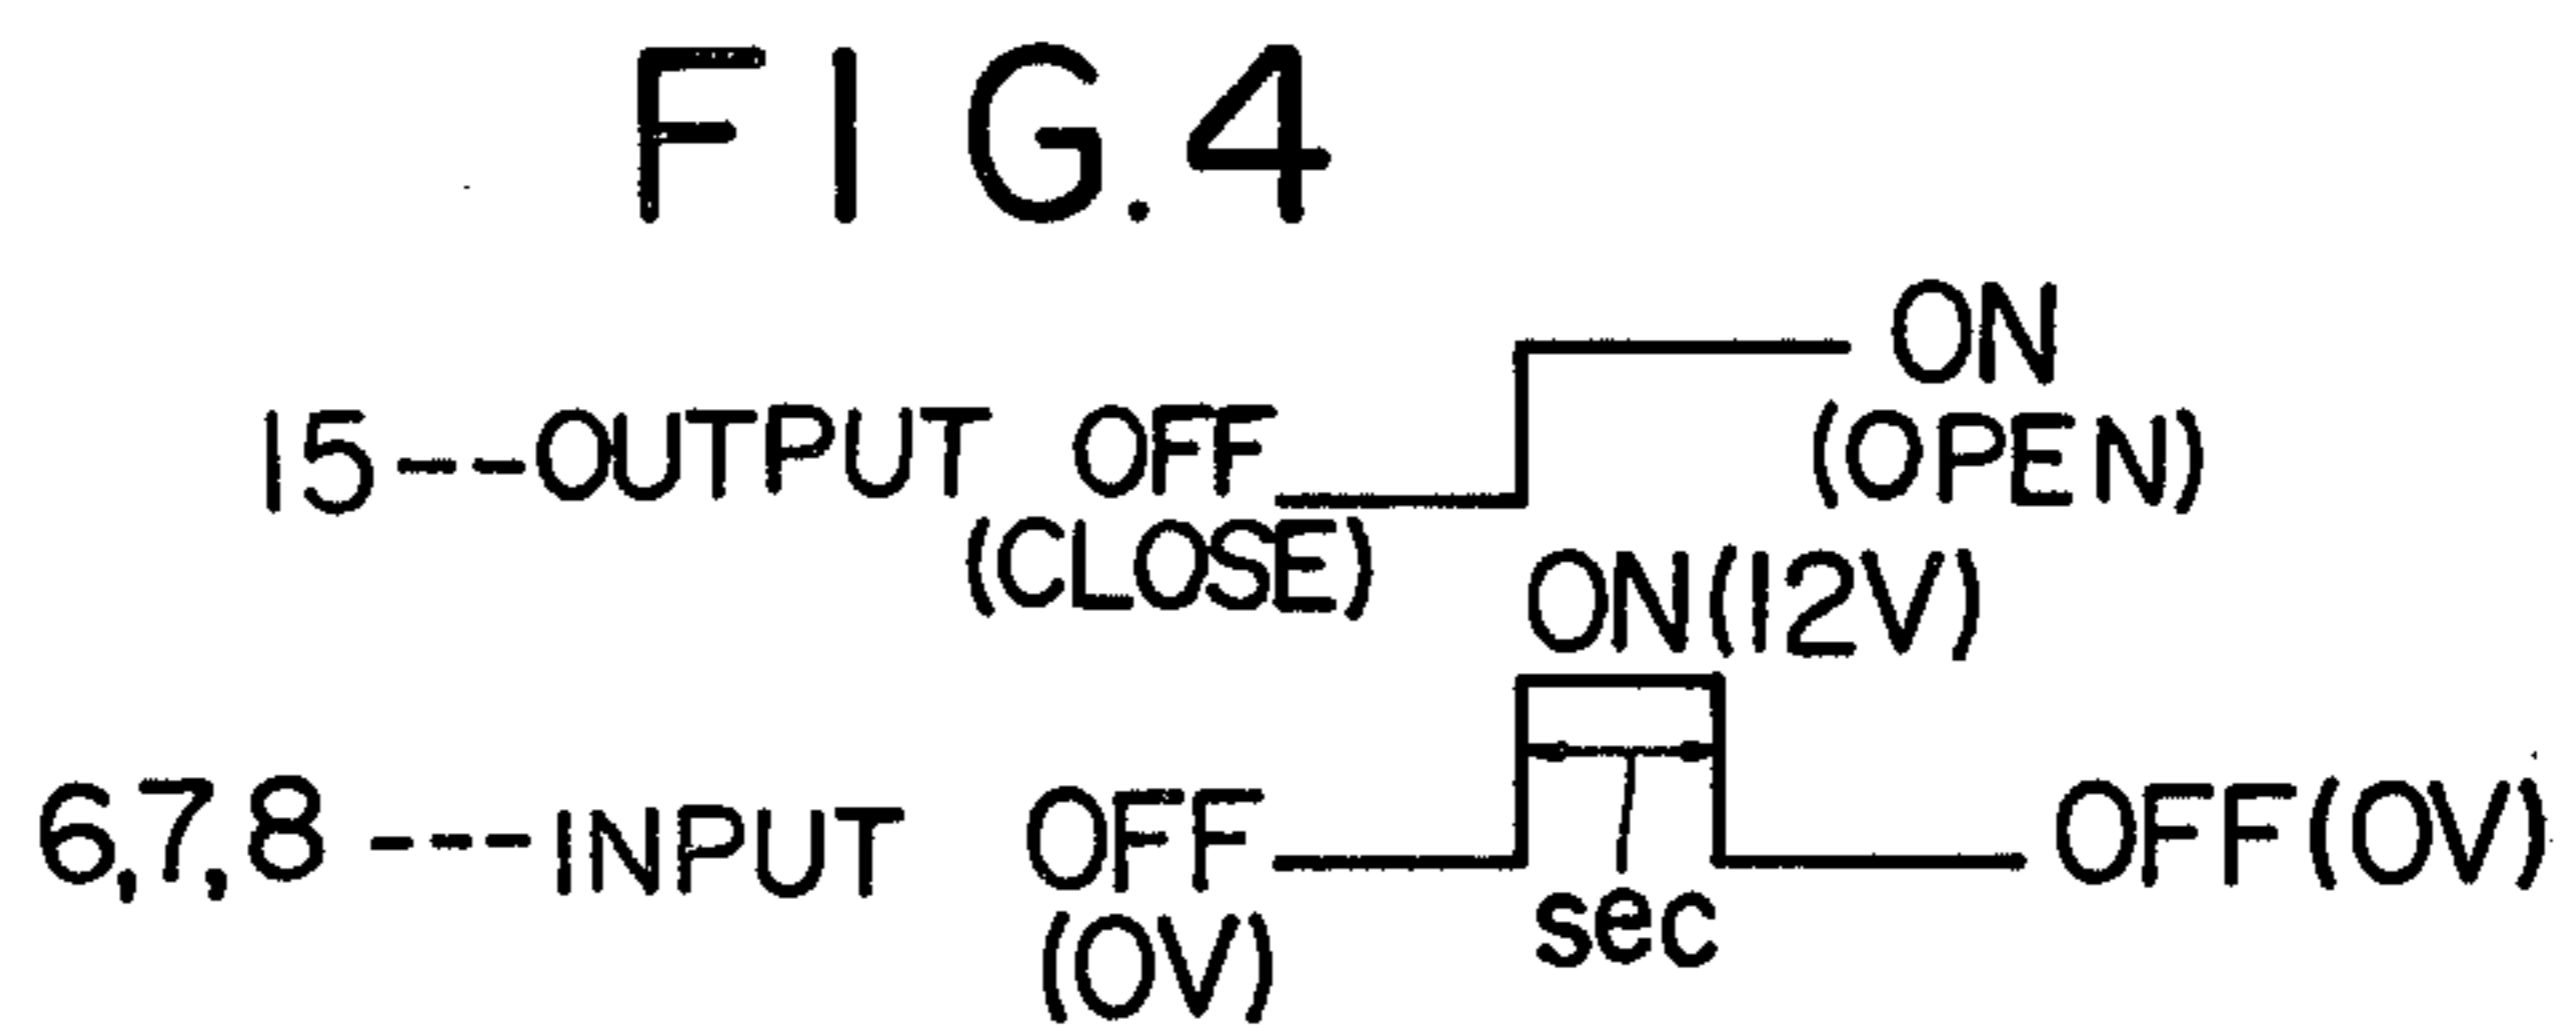 FIG.4
ON
(OPEN)
15--OUTPUT OFF
(CLOSE)
ON(12V)
6,7,8---INPUT OFF
(0V)
sec
OFF(0V)